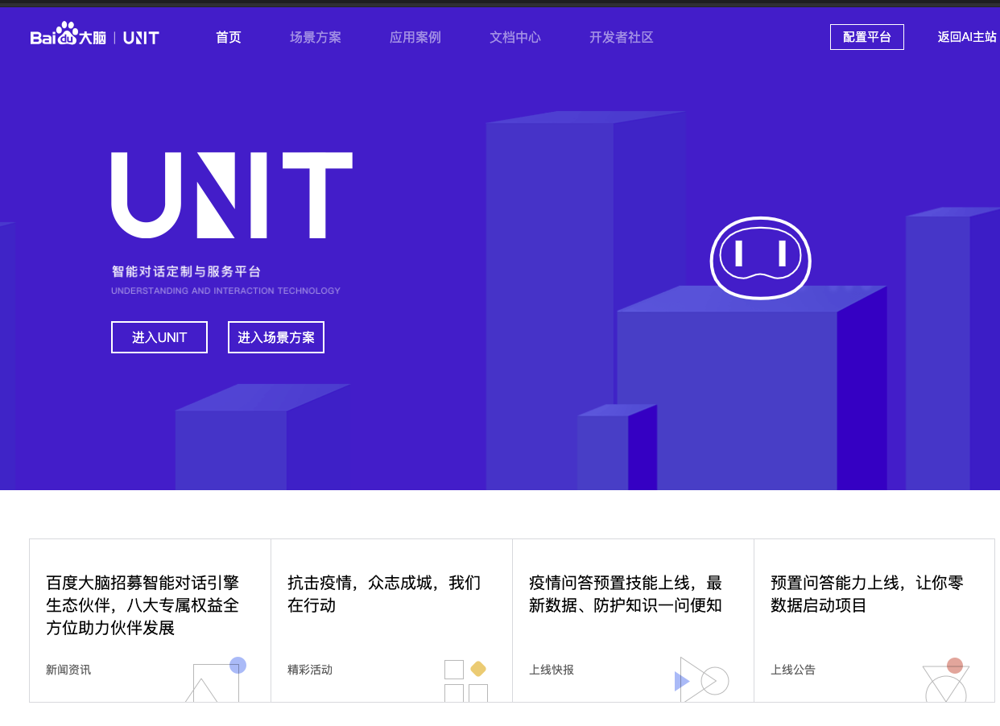 Bai du 大脑 | UNIT
首页
场景方案
应用案例
文档中心
开发者社区
配置平台
返回AI主站
UNIT
智能对话定制与服务平台
UNDERSTANDING AND INTERACTION TECHNOLOGY
进入UNIT
进入场景方案
百度大脑招募智能对话引擎
生态伙伴，八大专属权益全
方位助力伙伴发展
新闻资讯
抗击疫情，众志成城，我们
在行动
精彩活动
疫情问答预置技能上线，最
新数据、防护知识一问便知
上线快报
预置问答能力上线，让你零
数据启动项目
上线公告